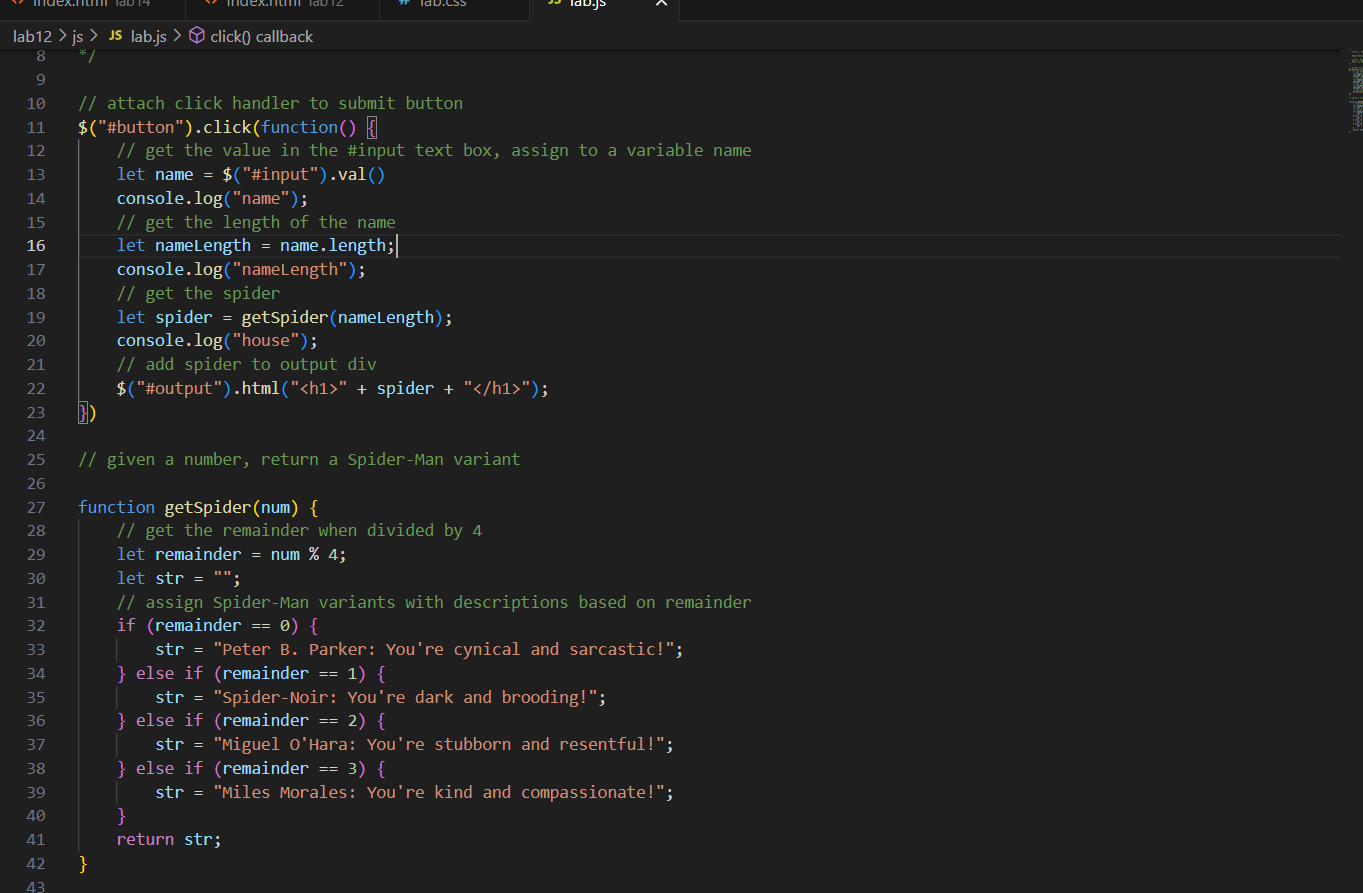 index.html lab14 index.html lab12 # lab.css JS lab.js ×
lab12 > js > JS lab.js > click() callback
8 */
9
10 // attach click handler to submit button
11 $("#button").click(function() {
12 // get the value in the #input text box, assign to a variable name
13 let name = $("#input").val()
14 console.log("name");
15 // get the length of the name
16 let nameLength = name.length;
17 console.log("nameLength");
18 // get the spider
19 let spider = getSpider(nameLength);
20 console.log("house");
21 // add spider to output div
22 $("#output").html("<h1>" + spider + "</h1>");
23 })
24
25 // given a number, return a Spider-Man variant
26
27 function getSpider(num) {
28 // get the remainder when divided by 4
29 let remainder = num % 4;
30 let str = "";
31 // assign Spider-Man variants with descriptions based on remainder
32 if (remainder == 0) {
33 str = "Peter B. Parker: You're cynical and sarcastic!";
34 } else if (remainder == 1) {
35 str = "Spider-Noir: You're dark and brooding!";
36 } else if (remainder == 2) {
37 str = "Miguel O'Hara: You're stubborn and resentful!";
38 } else if (remainder == 3) {
39 str = "Miles Morales: You're kind and compassionate!";
40 }
41 return str;
42 }
43